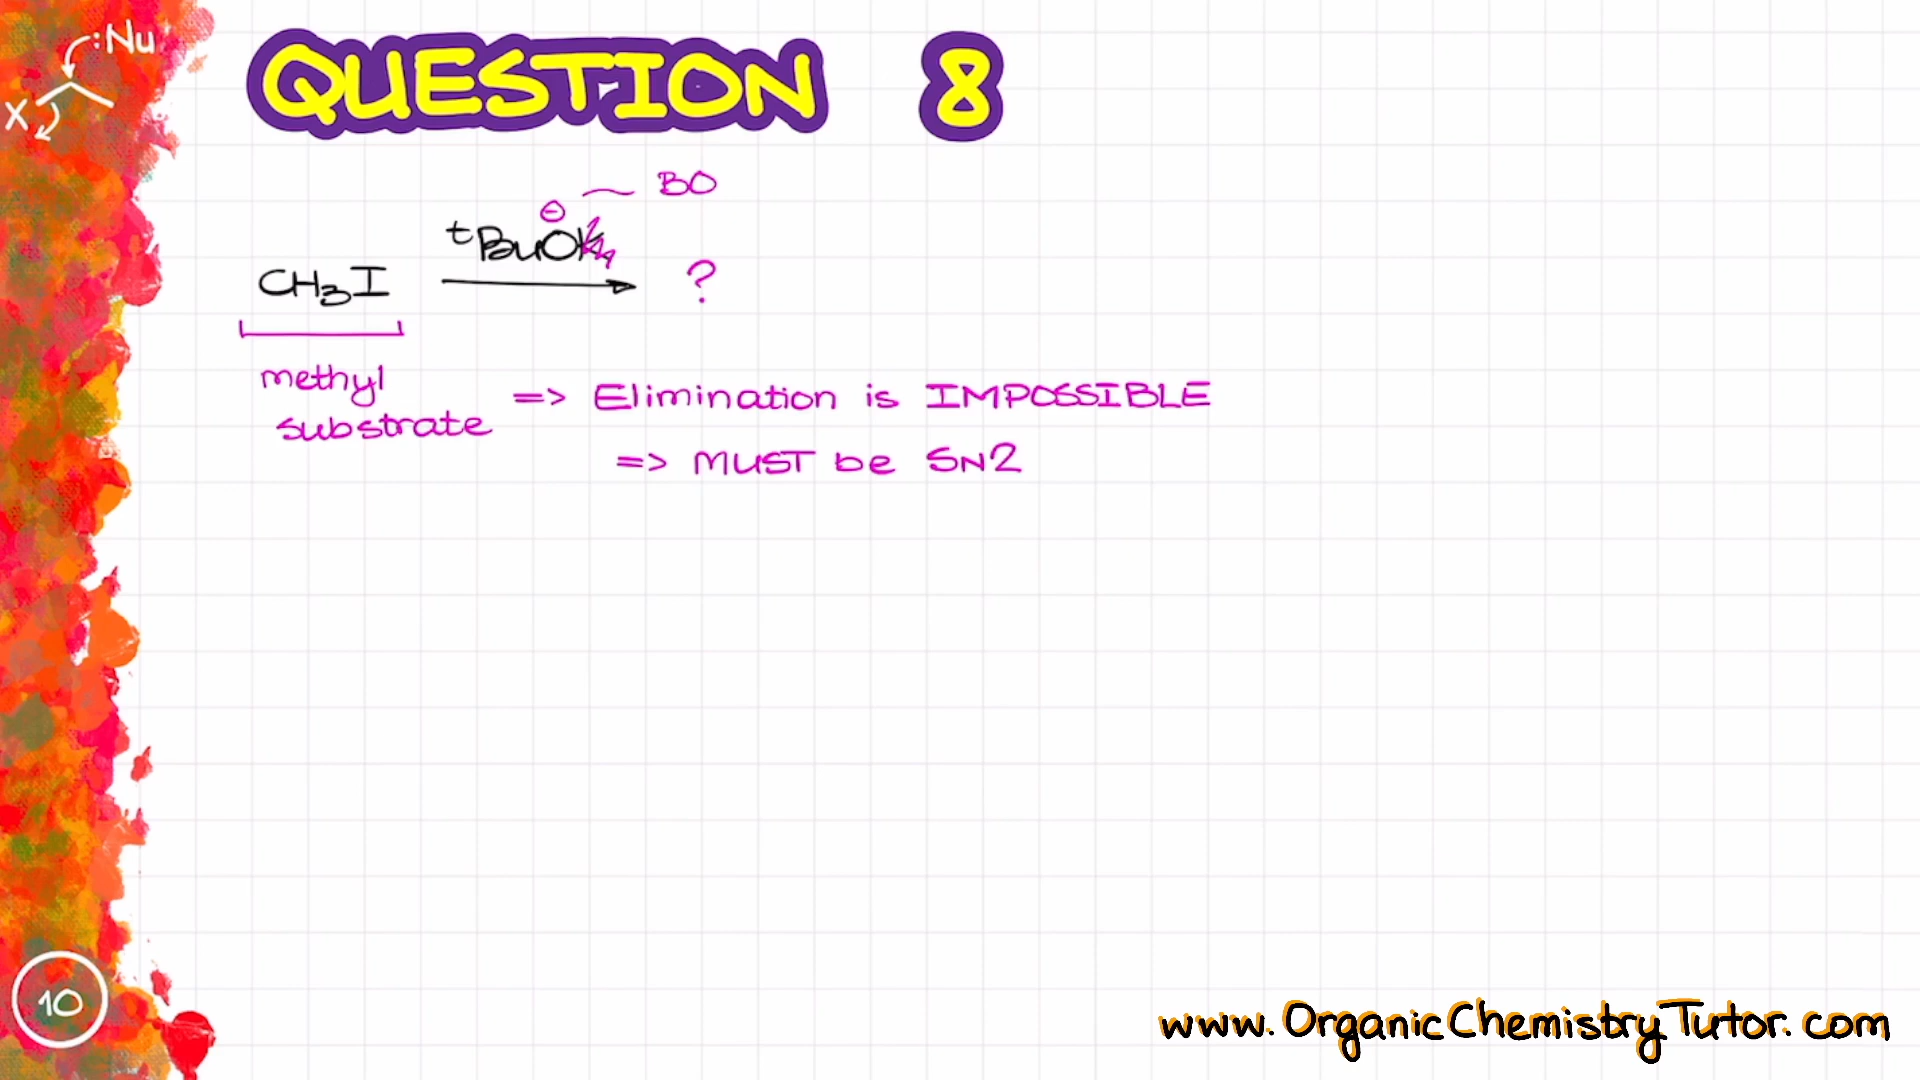 :Nu
X
QUESTION 8
⊖ BO
tBuOK
CH3I ?
methyl
substrate => Elimination is IMPOSSIBLE
=> MUST be SN2
10
www.OrganicChemistryTutor.com